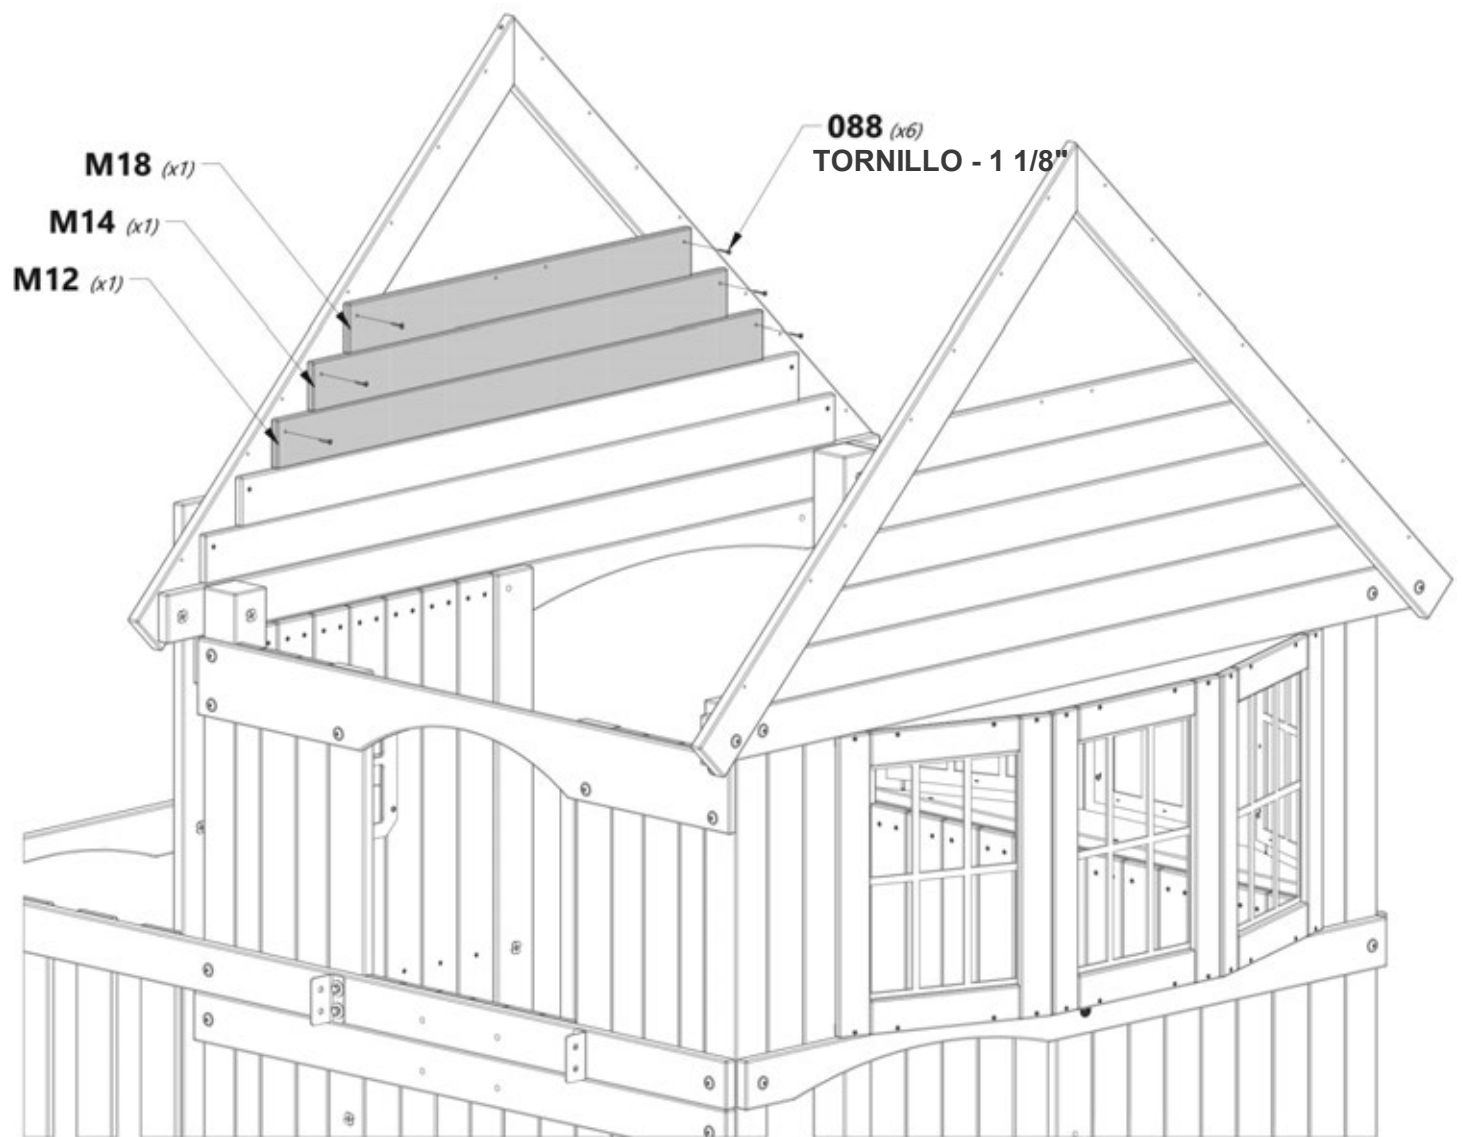 088 (x6)
TORNILLO - 1 1/8"
M18 (x1)
M14 (x1)
M12 (x1)